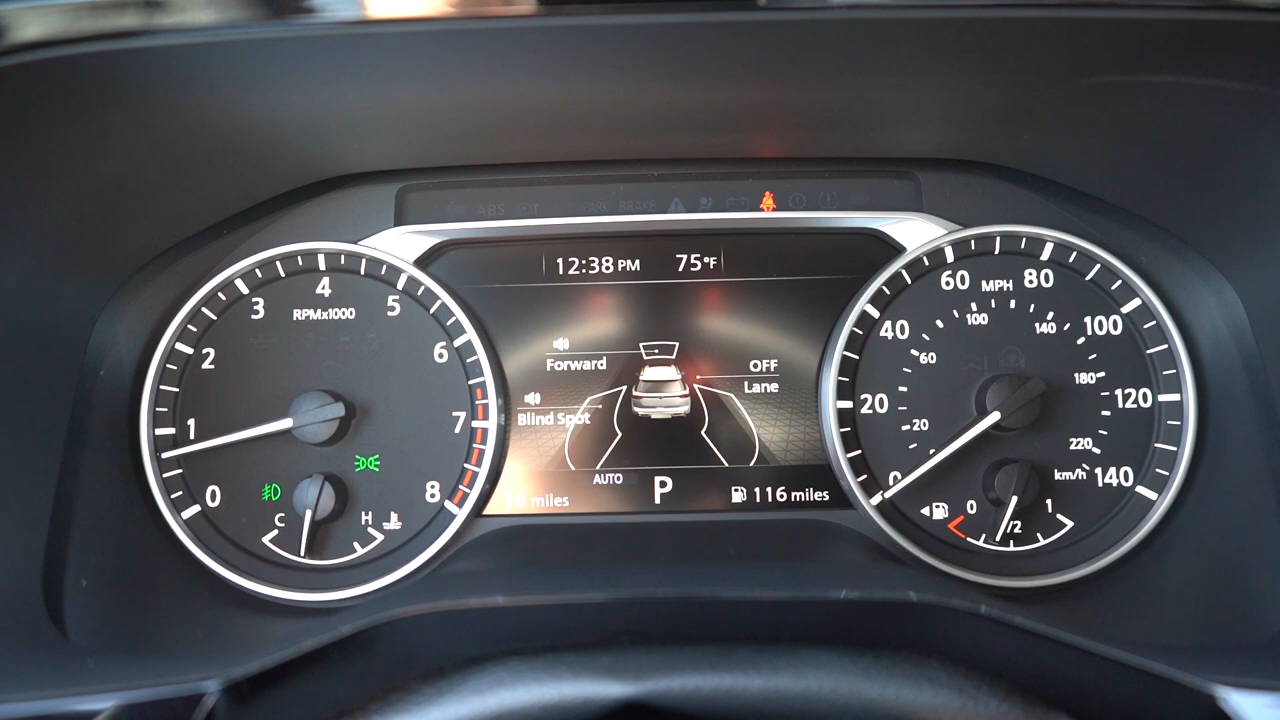 ABS
PARK BRAKE
12:38 PM 75°F
Forward
Blind Spot
OFF
Lane
AUTO
P
16 miles
116 miles
0
1
2
3
4
5
6
7
8
RPMx1000
C
H
0
20
40
60
80
100
120
140
MPH
20
60
100
140
180
220
km/h
0
1/2
1